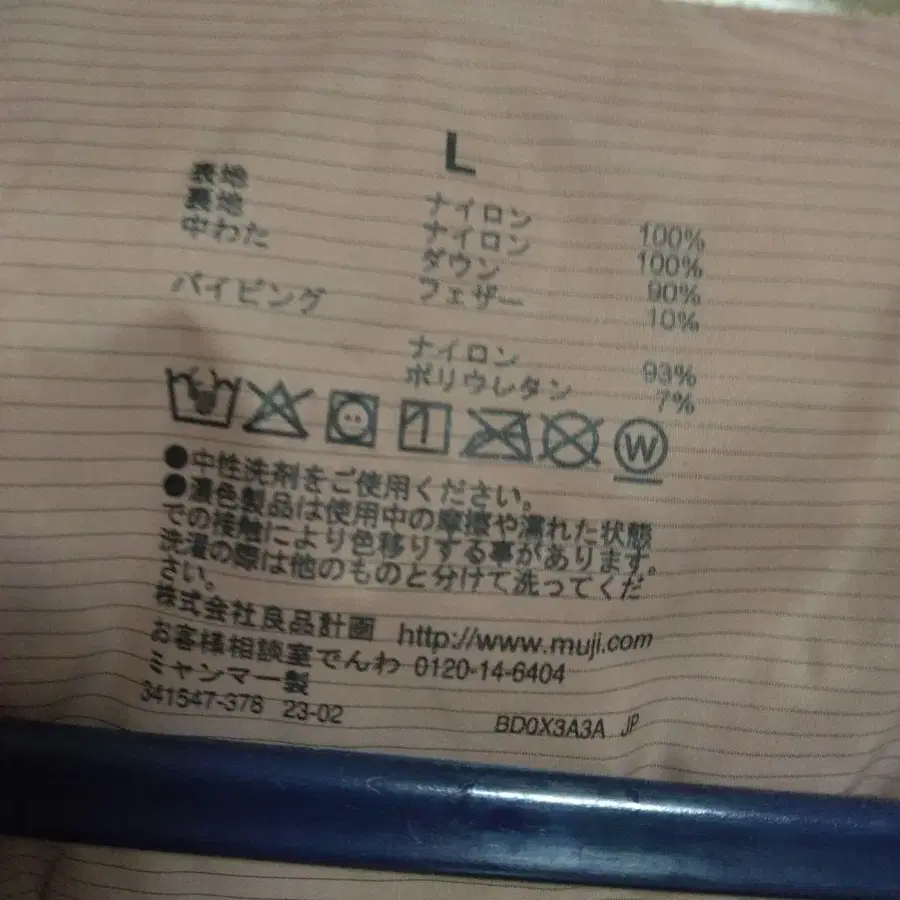 L
表地 ナイロン 100%
裏地 ナイロン 100%
中わた ダウン 90%
フェザー 10%
パイピング ナイロン 93%
ポリウレタン 7%
W
●中性洗剤をご使用ください。
●濃色製品は使用中の摩擦や濡れた状態
での接触により色移りする事があります。
洗濯の際は他のものと分けて洗ってくだ
さい。
株式会社良品計画 http://www.muji.com
お客様相談室でんわ 0120-14-6404
ミャンマー製
341547-378 23-02 BD0X3A3A JP